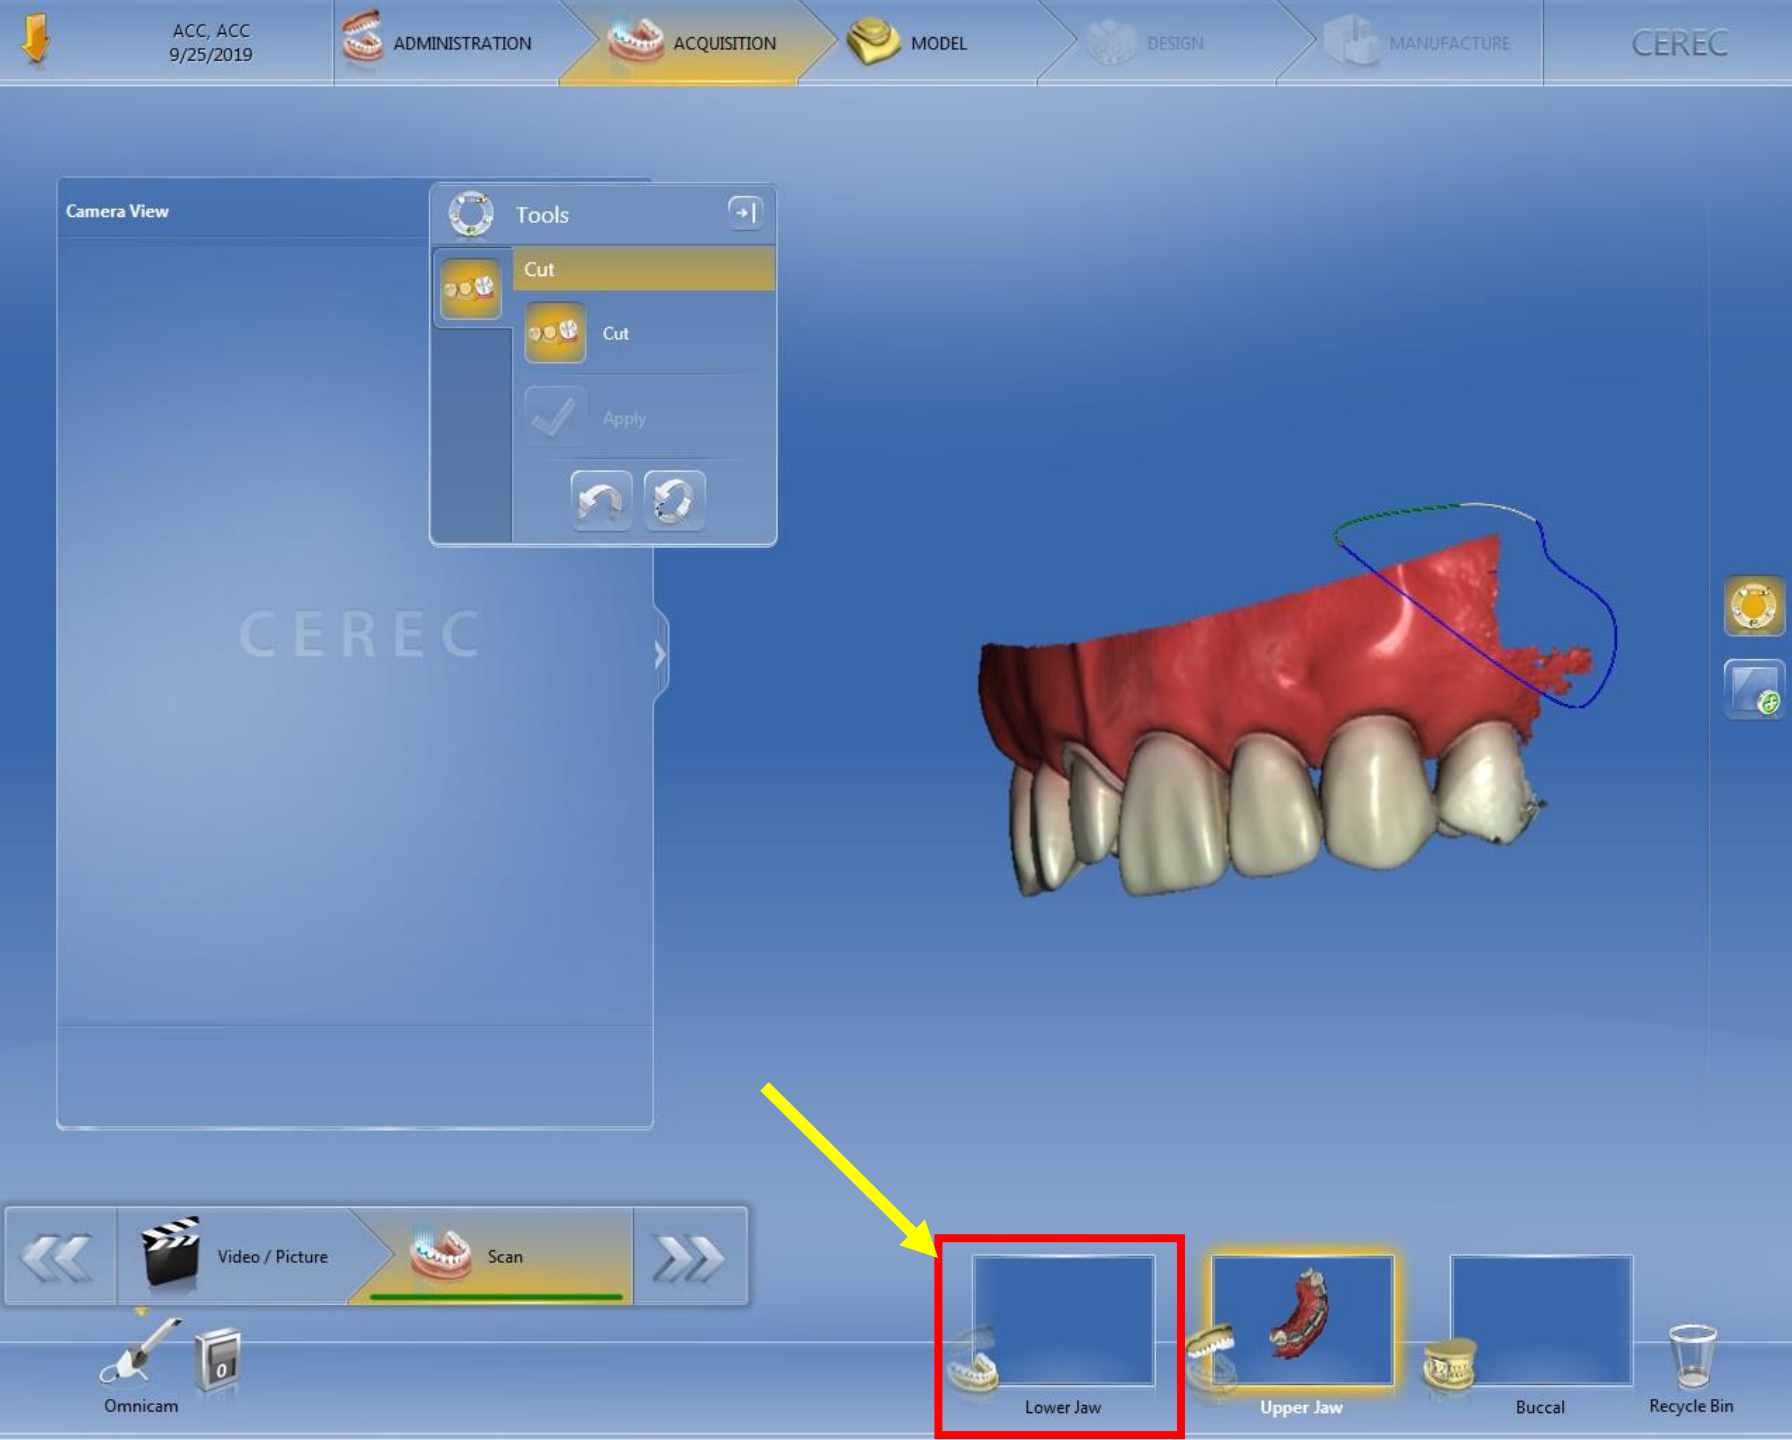 ACC, ACC
9/25/2019
ADMINISTRATION
ACQUISITION
MODEL
DESIGN
MANUFACTURE
CEREC
Camera View
Tools
Cut
Cut
Apply
CEREC
Video / Picture
Scan
0
Omnicam
Lower Jaw
Upper Jaw
Buccal
Recycle Bin